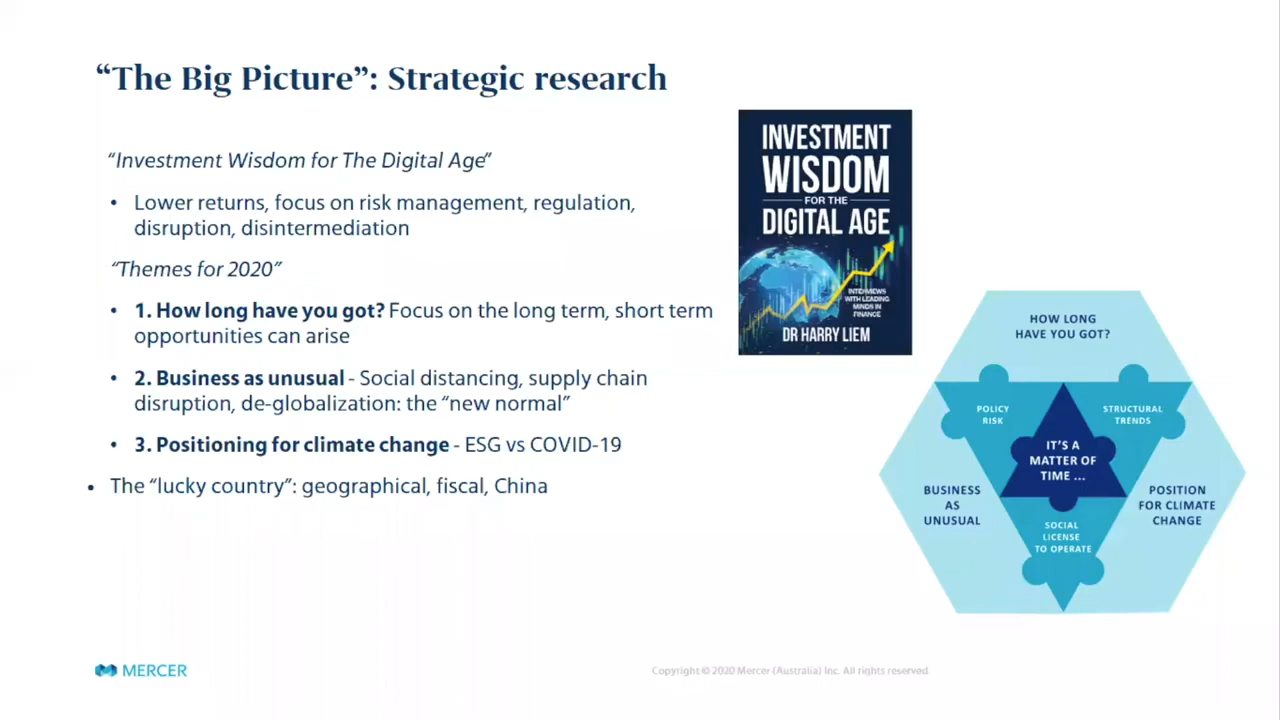 “The Big Picture”: Strategic research
“Investment Wisdom for The Digital Age”
• Lower returns, focus on risk management, regulation,
disruption, disintermediation
“Themes for 2020”
• 1. How long have you got? Focus on the long term, short term
opportunities can arise
• 2. Business as unusual - Social distancing, supply chain
disruption, de-globalization: the “new normal”
• 3. Positioning for climate change - ESG vs COVID-19
• The “lucky country”: geographical, fiscal, China
INVESTMENT
WISDOM
FOR THE
DIGITAL AGE
INTERVIEWS
WITH LEADING
MINDS IN
FINANCE
DR HARRY LIEM
HOW LONG
HAVE YOU GOT?
POLICY
RISK
STRUCTURAL
TRENDS
IT’S A
MATTER OF
TIME ...
BUSINESS
AS
UNUSUAL
POSITION
FOR CLIMATE
CHANGE
SOCIAL
LICENSE
TO OPERATE
MERCER
Copyright © 2020 Mercer (Australia) Inc. All rights reserved.